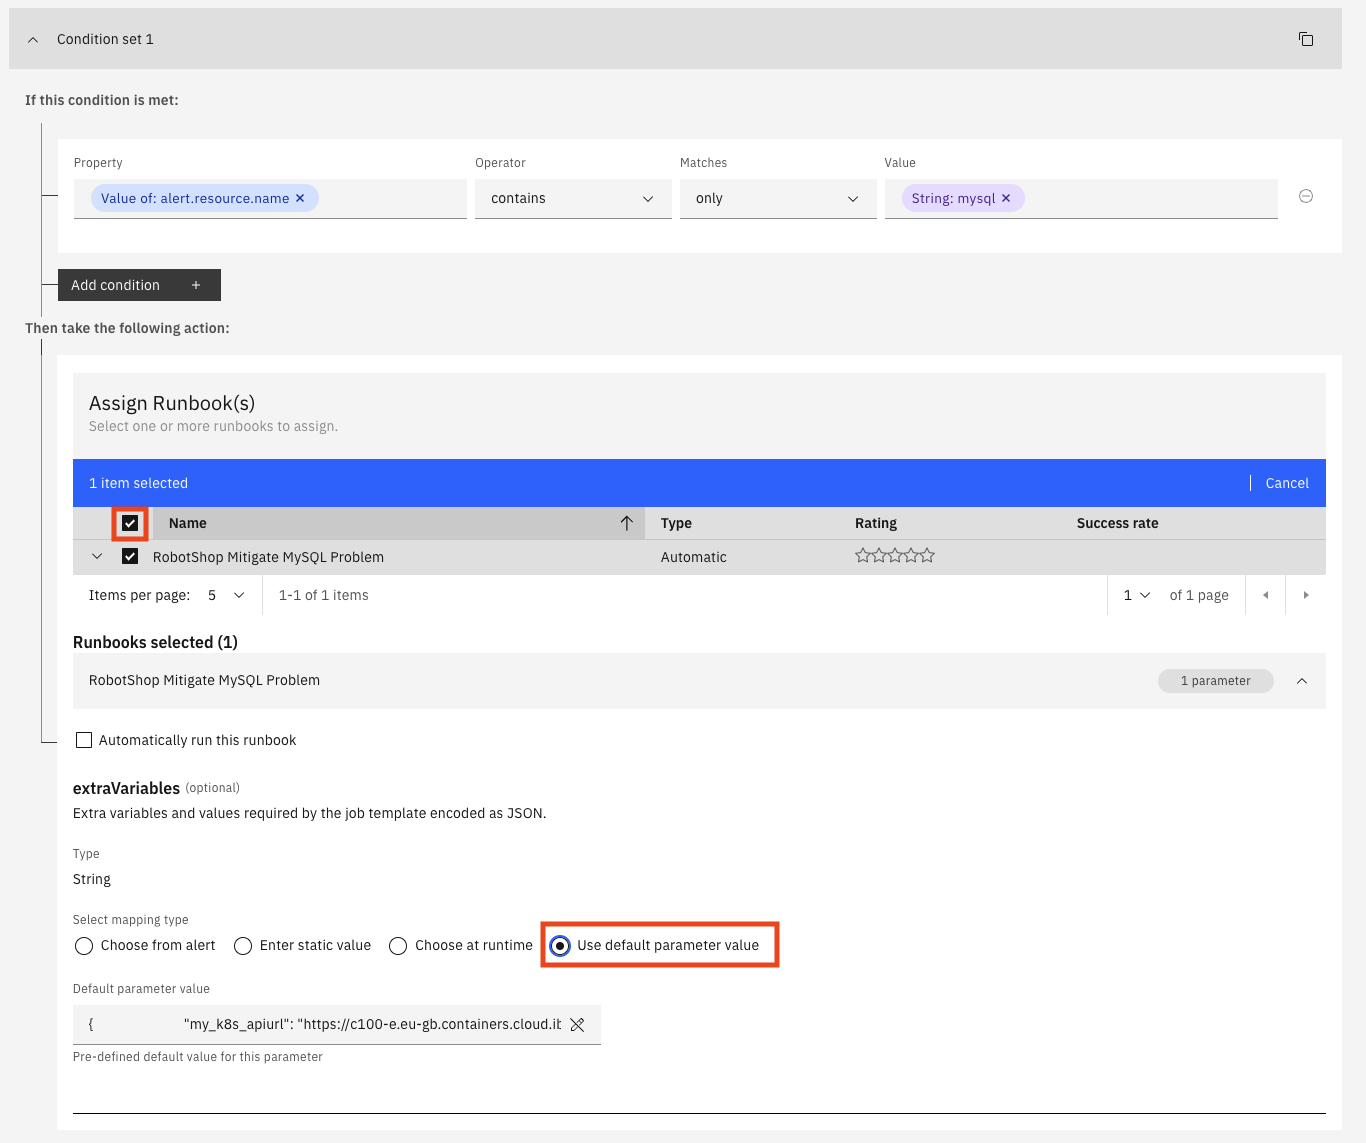 Condition set 1
If this condition is met:
Property Operator Matches Value
Value of: alert.resource.name × contains only String: mysql ×
Add condition +
Then take the following action:
Assign Runbook(s)
Select one or more runbooks to assign.
1 item selected Cancel
Name Type Rating Success rate
RobotShop Mitigate MySQL Problem Automatic
Items per page: 5 1-1 of 1 items 1 of 1 page
Runbooks selected (1)
RobotShop Mitigate MySQL Problem 1 parameter
Automatically run this runbook
extraVariables (optional)
Extra variables and values required by the job template encoded as JSON.
Type
String
Select mapping type
Choose from alert Enter static value Choose at runtime Use default parameter value
Default parameter value
{ "my_k8s_apiurl": "https://c100-e.eu-gb.containers.cloud.ib
Pre-defined default value for this parameter